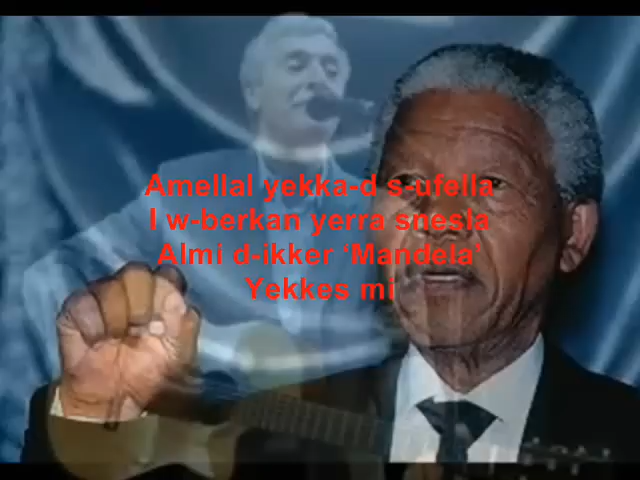 Amellal yekka-d s-ufella
I w-berkan yerra snesla
Almi d-ikker ‘Mandela’
Yekkes mi